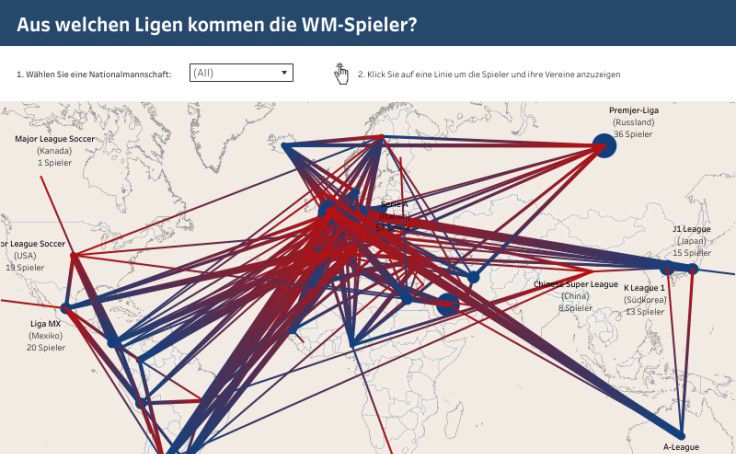 Aus welchen Ligen kommen die WM-Spieler?
1. Wählen Sie eine Nationalmannschaft:
(All)
2. Klick Sie auf eine Linie um die Spieler und ihre Vereine anzuzeigen
Premjer-Liga
(Russland)
36 Spieler
Major League Soccer
(Kanada)
1 Spieler
Serie A
(Italien)
or League Soccer
(USA)
19 Spieler
J1 League
(Japan)
15 Spieler
Chinese Super League
(China)
8 Spieler
K League 1
(Südkorea)
13 Spieler
Liga MX
(Mexiko)
20 Spieler
A-League